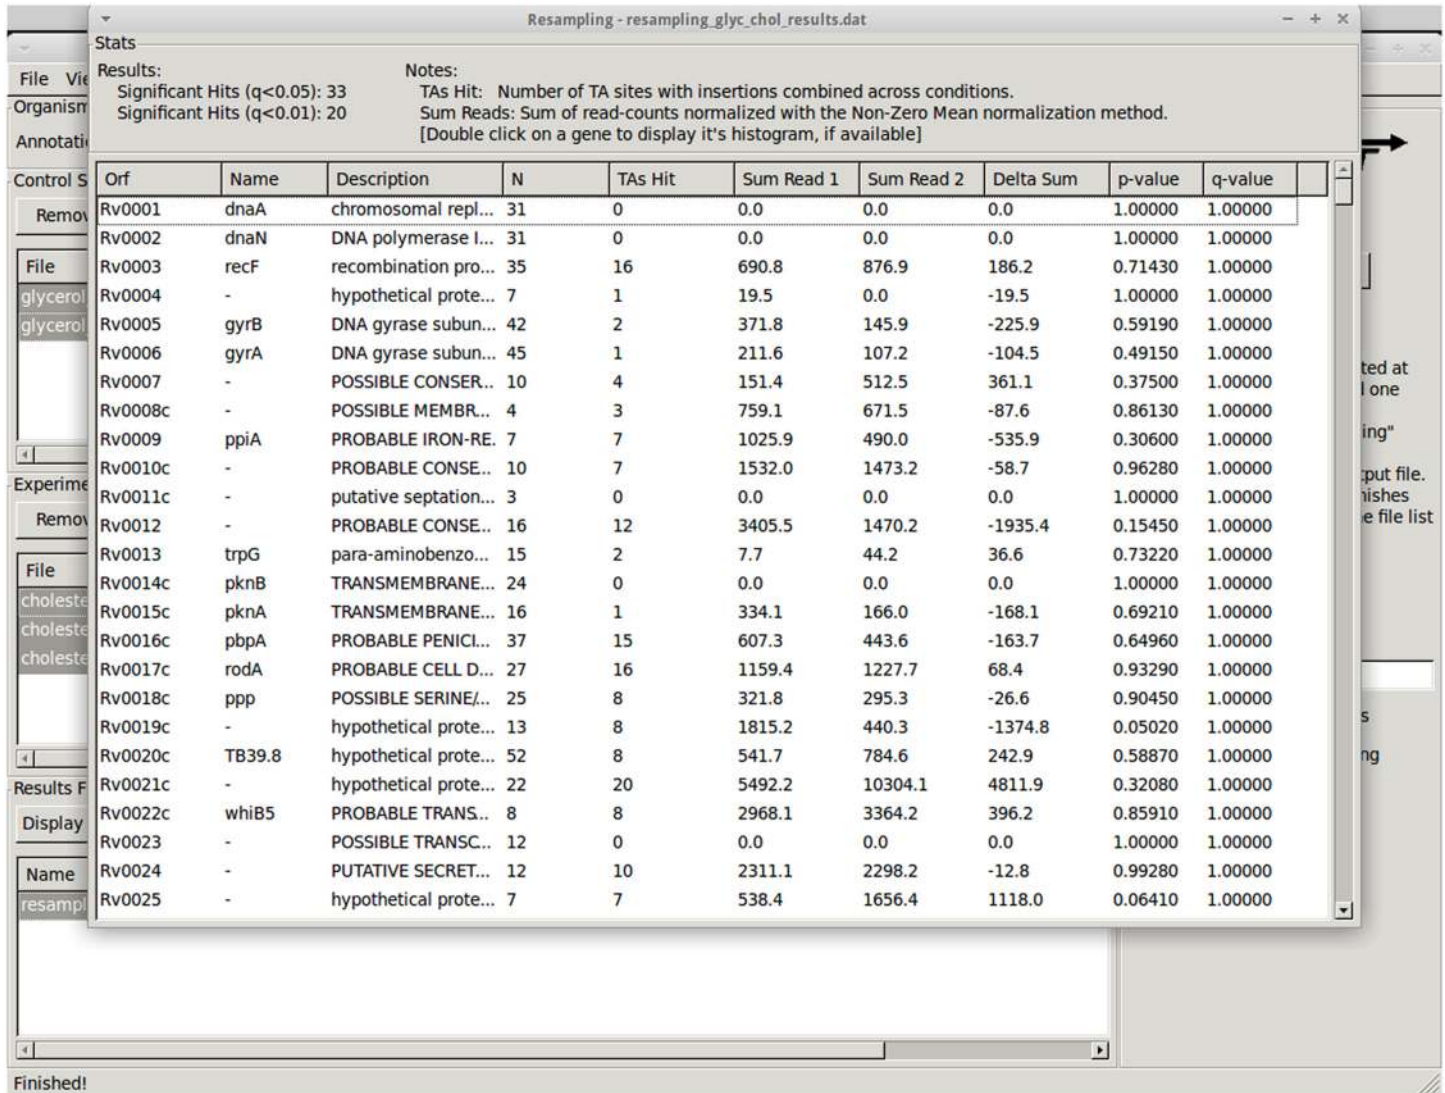 Resampling - resampling_glyc_chol_results.dat
Stats
Results:
Significant Hits (q<0.05): 33
Significant Hits (q<0.01): 20
Notes:
TAs Hit: Number of TA sites with insertions combined across conditions.
Sum Reads: Sum of read-counts normalized with the Non-Zero Mean normalization method.
[Double click on a gene to display it's histogram, if available]
Orf Name Description N TAs Hit Sum Read 1 Sum Read 2 Delta Sum p-value q-value
Rv0001 dnaA chromosomal repl... 31 0 0.0 0.0 0.0 1.00000 1.00000
Rv0002 dnaN DNA polymerase I... 31 0 0.0 0.0 0.0 1.00000 1.00000
Rv0003 recF recombination pro... 35 16 690.8 876.9 186.2 0.71430 1.00000
Rv0004 - hypothetical prote... 7 1 19.5 0.0 -19.5 1.00000 1.00000
Rv0005 gyrB DNA gyrase subun... 42 2 371.8 145.9 -225.9 0.59190 1.00000
Rv0006 gyrA DNA gyrase subun... 45 1 211.6 107.2 -104.5 0.49150 1.00000
Rv0007 - POSSIBLE CONSER... 10 4 151.4 512.5 361.1 0.37500 1.00000
Rv0008c - POSSIBLE MEMBR... 4 3 759.1 671.5 -87.6 0.86130 1.00000
Rv0009 ppiA PROBABLE IRON-RE. 7 7 1025.9 490.0 -535.9 0.30600 1.00000
Rv0010c - PROBABLE CONSE... 10 7 1532.0 1473.2 -58.7 0.96280 1.00000
Rv0011c - putative septation... 3 0 0.0 0.0 0.0 1.00000 1.00000
Rv0012 - PROBABLE CONSE... 16 12 3405.5 1470.2 -1935.4 0.15450 1.00000
Rv0013 trpG para-aminobenzo... 15 2 7.7 44.2 36.6 0.73220 1.00000
Rv0014c pknB TRANSMEMBRANE... 24 0 0.0 0.0 0.0 1.00000 1.00000
Rv0015c pknA TRANSMEMBRANE... 16 1 334.1 166.0 -168.1 0.69210 1.00000
Rv0016c pbpA PROBABLE PENICI... 37 15 607.3 443.6 -163.7 0.64960 1.00000
Rv0017c rodA PROBABLE CELL D... 27 16 1159.4 1227.7 68.4 0.93290 1.00000
Rv0018c ppp POSSIBLE SERINE/... 25 8 321.8 295.3 -26.6 0.90450 1.00000
Rv0019c - hypothetical prote... 13 8 1815.2 440.3 -1374.8 0.05020 1.00000
Rv0020c TB39.8 hypothetical prote... 52 8 541.7 784.6 242.9 0.58870 1.00000
Rv0021c - hypothetical prote... 22 20 5492.2 10304.1 4811.9 0.32080 1.00000
Rv0022c whiB5 PROBABLE TRANS... 8 8 2968.1 3364.2 396.2 0.85910 1.00000
Rv0023 - POSSIBLE TRANSC... 12 0 0.0 0.0 0.0 1.00000 1.00000
Rv0024 - PUTATIVE SECRET... 12 10 2311.1 2298.2 -12.8 0.99280 1.00000
Rv0025 - hypothetical prote... 7 7 538.4 1656.4 1118.0 0.06410 1.00000
File Vie
Organism
Annotati
Control S
Remov
File
glycerol
glycerol
Experime
Remov
File
choleste
choleste
choleste
Results F
Display
Name
resampl
ted at
l one
ing"
tput file.
nishes
e file list
s
ng
Finished!